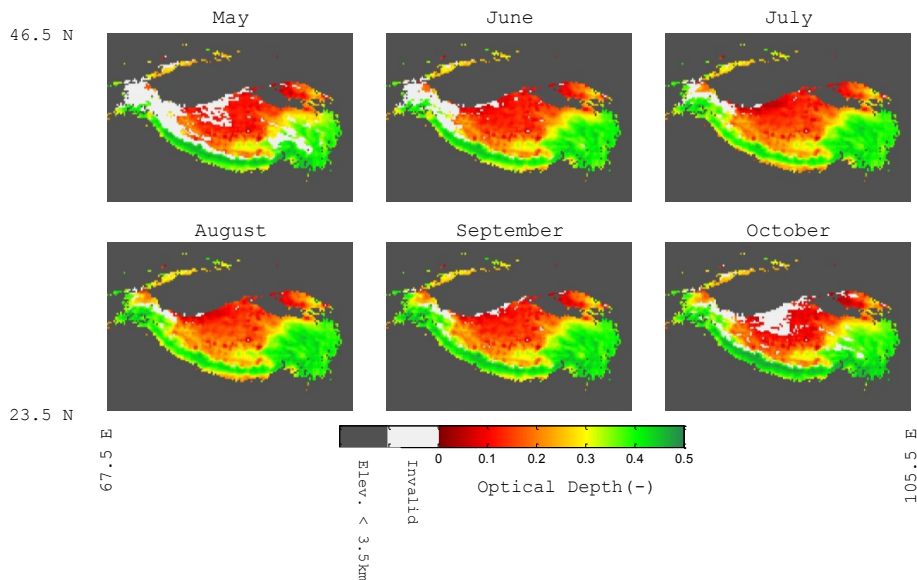 May
June
July
46.5 N
August
September
October
23.5 N
67.5 E
Elev. < 3.5km
Invalid
0 0.1 0.2 0.3 0.4 0.5
Optical Depth(-)
105.5 E